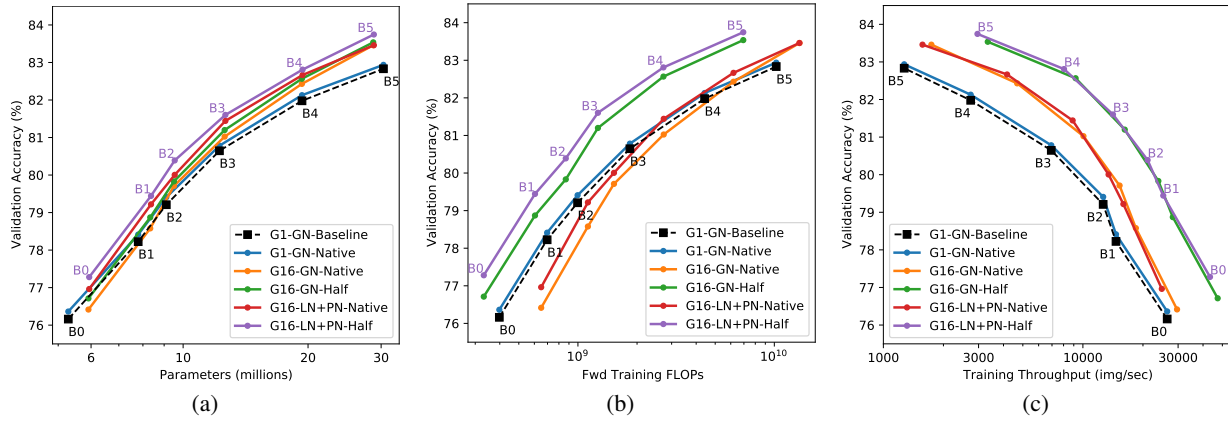 84
83
82
81
80
79
78
77
76
Validation Accuracy (%)
B0
B1
B2
B3
B4
B5
B0
B1
B2
B3
B4
B5
G1-GN-Baseline
G1-GN-Native
G16-GN-Native
G16-GN-Half
G16-LN+PN-Native
G16-LN+PN-Half
6
10
20
30
Parameters (millions)
(a)
84
83
82
81
80
79
78
77
76
Validation Accuracy (%)
B0
B1
B2
B3
B4
B5
B0
B1
B2
B3
B4
B5
G1-GN-Baseline
G1-GN-Native
G16-GN-Native
G16-GN-Half
G16-LN+PN-Native
G16-LN+PN-Half
10⁹
10¹⁰
Fwd Training FLOPs
(b)
84
83
82
81
80
79
78
77
76
Validation Accuracy (%)
B5
B4
B3
B2
B1
B0
B5
B4
B3
B2
B1
B0
G1-GN-Baseline
G1-GN-Native
G16-GN-Native
G16-GN-Half
G16-LN+PN-Native
G16-LN+PN-Half
1000
3000
10000
30000
Training Throughput (img/sec)
(c)